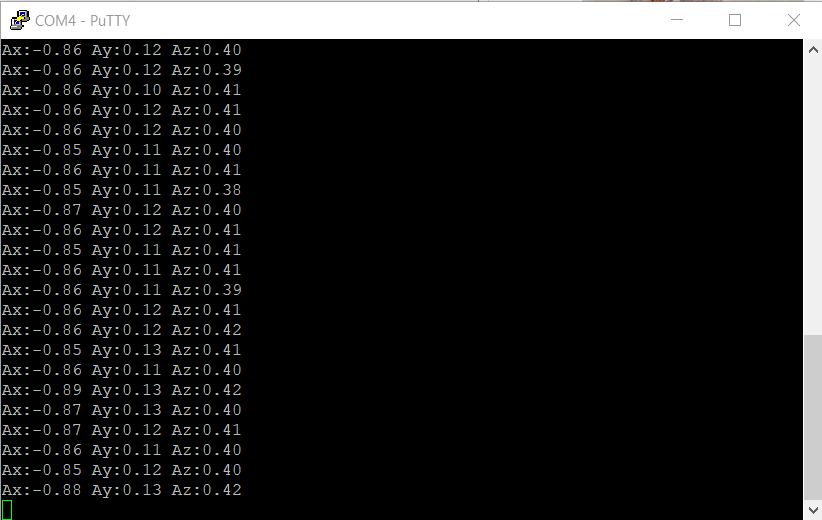 COM4 - PuTTY
Ax:-0.86 Ay:0.12 Az:0.40
Ax:-0.86 Ay:0.12 Az:0.39
Ax:-0.86 Ay:0.10 Az:0.41
Ax:-0.86 Ay:0.12 Az:0.41
Ax:-0.86 Ay:0.12 Az:0.40
Ax:-0.85 Ay:0.11 Az:0.40
Ax:-0.86 Ay:0.11 Az:0.41
Ax:-0.85 Ay:0.11 Az:0.38
Ax:-0.87 Ay:0.12 Az:0.40
Ax:-0.86 Ay:0.12 Az:0.41
Ax:-0.85 Ay:0.11 Az:0.41
Ax:-0.86 Ay:0.11 Az:0.41
Ax:-0.86 Ay:0.11 Az:0.39
Ax:-0.86 Ay:0.12 Az:0.41
Ax:-0.86 Ay:0.12 Az:0.42
Ax:-0.85 Ay:0.13 Az:0.41
Ax:-0.86 Ay:0.11 Az:0.40
Ax:-0.89 Ay:0.13 Az:0.42
Ax:-0.87 Ay:0.13 Az:0.40
Ax:-0.87 Ay:0.12 Az:0.41
Ax:-0.86 Ay:0.11 Az:0.40
Ax:-0.85 Ay:0.12 Az:0.40
Ax:-0.88 Ay:0.13 Az:0.42